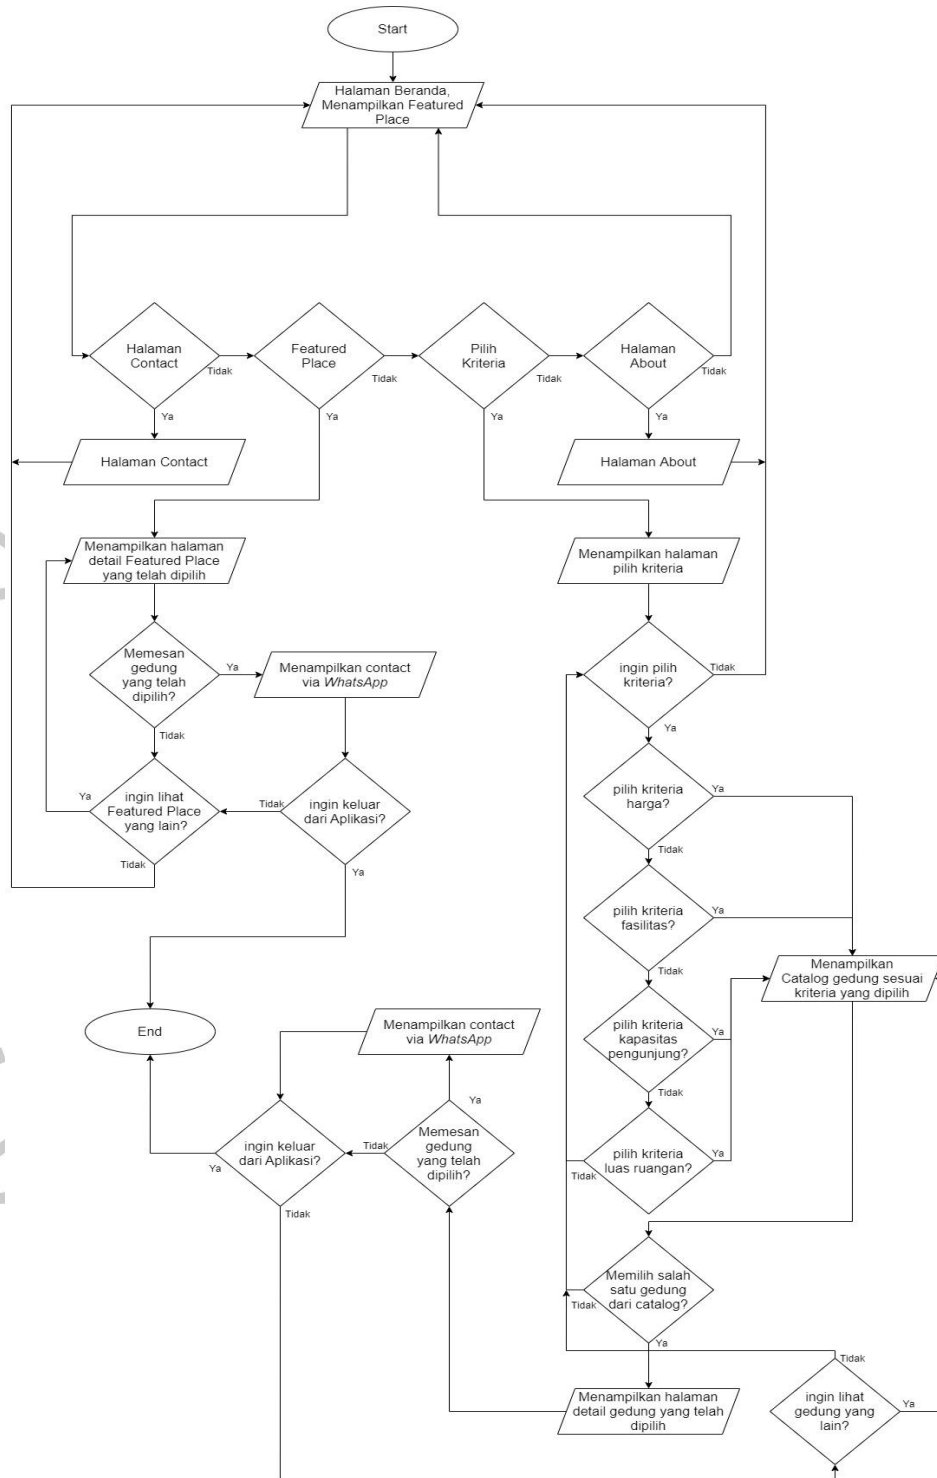 Start
Halaman Beranda,
Menampilkan Featured
Place
Halaman
Contact
Tidak
Ya
Featured
Place
Tidak
Ya
Pilih
Kriteria
Tidak
Ya
Halaman
About
Tidak
Ya
Halaman Contact
Halaman About
Menampilkan halaman
detail Featured Place
yang telah dipilih
Menampilkan halaman
pilih kriteria
Memesan
gedung
yang telah
dipilih?
Ya
Tidak
Menampilkan contact
via WhatsApp
ingin pilih
kriteria?
Tidak
Ya
ingin lihat
Featured Place
yang lain?
Ya
Tidak
ingin keluar
dari Aplikasi?
Tidak
Ya
pilih kriteria
harga?
Ya
Tidak
pilih kriteria
fasilitas?
Ya
Tidak
Menampilkan
Catalog gedung sesuai
kriteria yang dipilih
End
Menampilkan contact
via WhatsApp
pilih kriteria
kapasitas
pengunjung?
Ya
Tidak
ingin keluar
dari Aplikasi?
Ya
Tidak
Memesan
gedung
yang telah
dipilih?
Ya
Tidak
pilih kriteria
luas ruangan?
Ya
Tidak
Memilih salah
satu gedung
dari catalog?
Tidak
Ya
Menampilkan halaman
detail gedung yang telah
dipilih
ingin lihat
gedung yang
lain?
Tidak
Ya